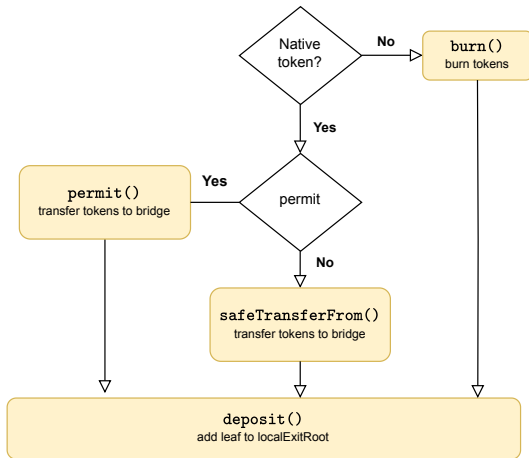 Native
token?
No
burn()
burn tokens
Yes
permit()
transfer tokens to bridge
Yes
permit
No
safeTransferFrom()
transfer tokens to bridge
deposit()
add leaf to localExitRoot